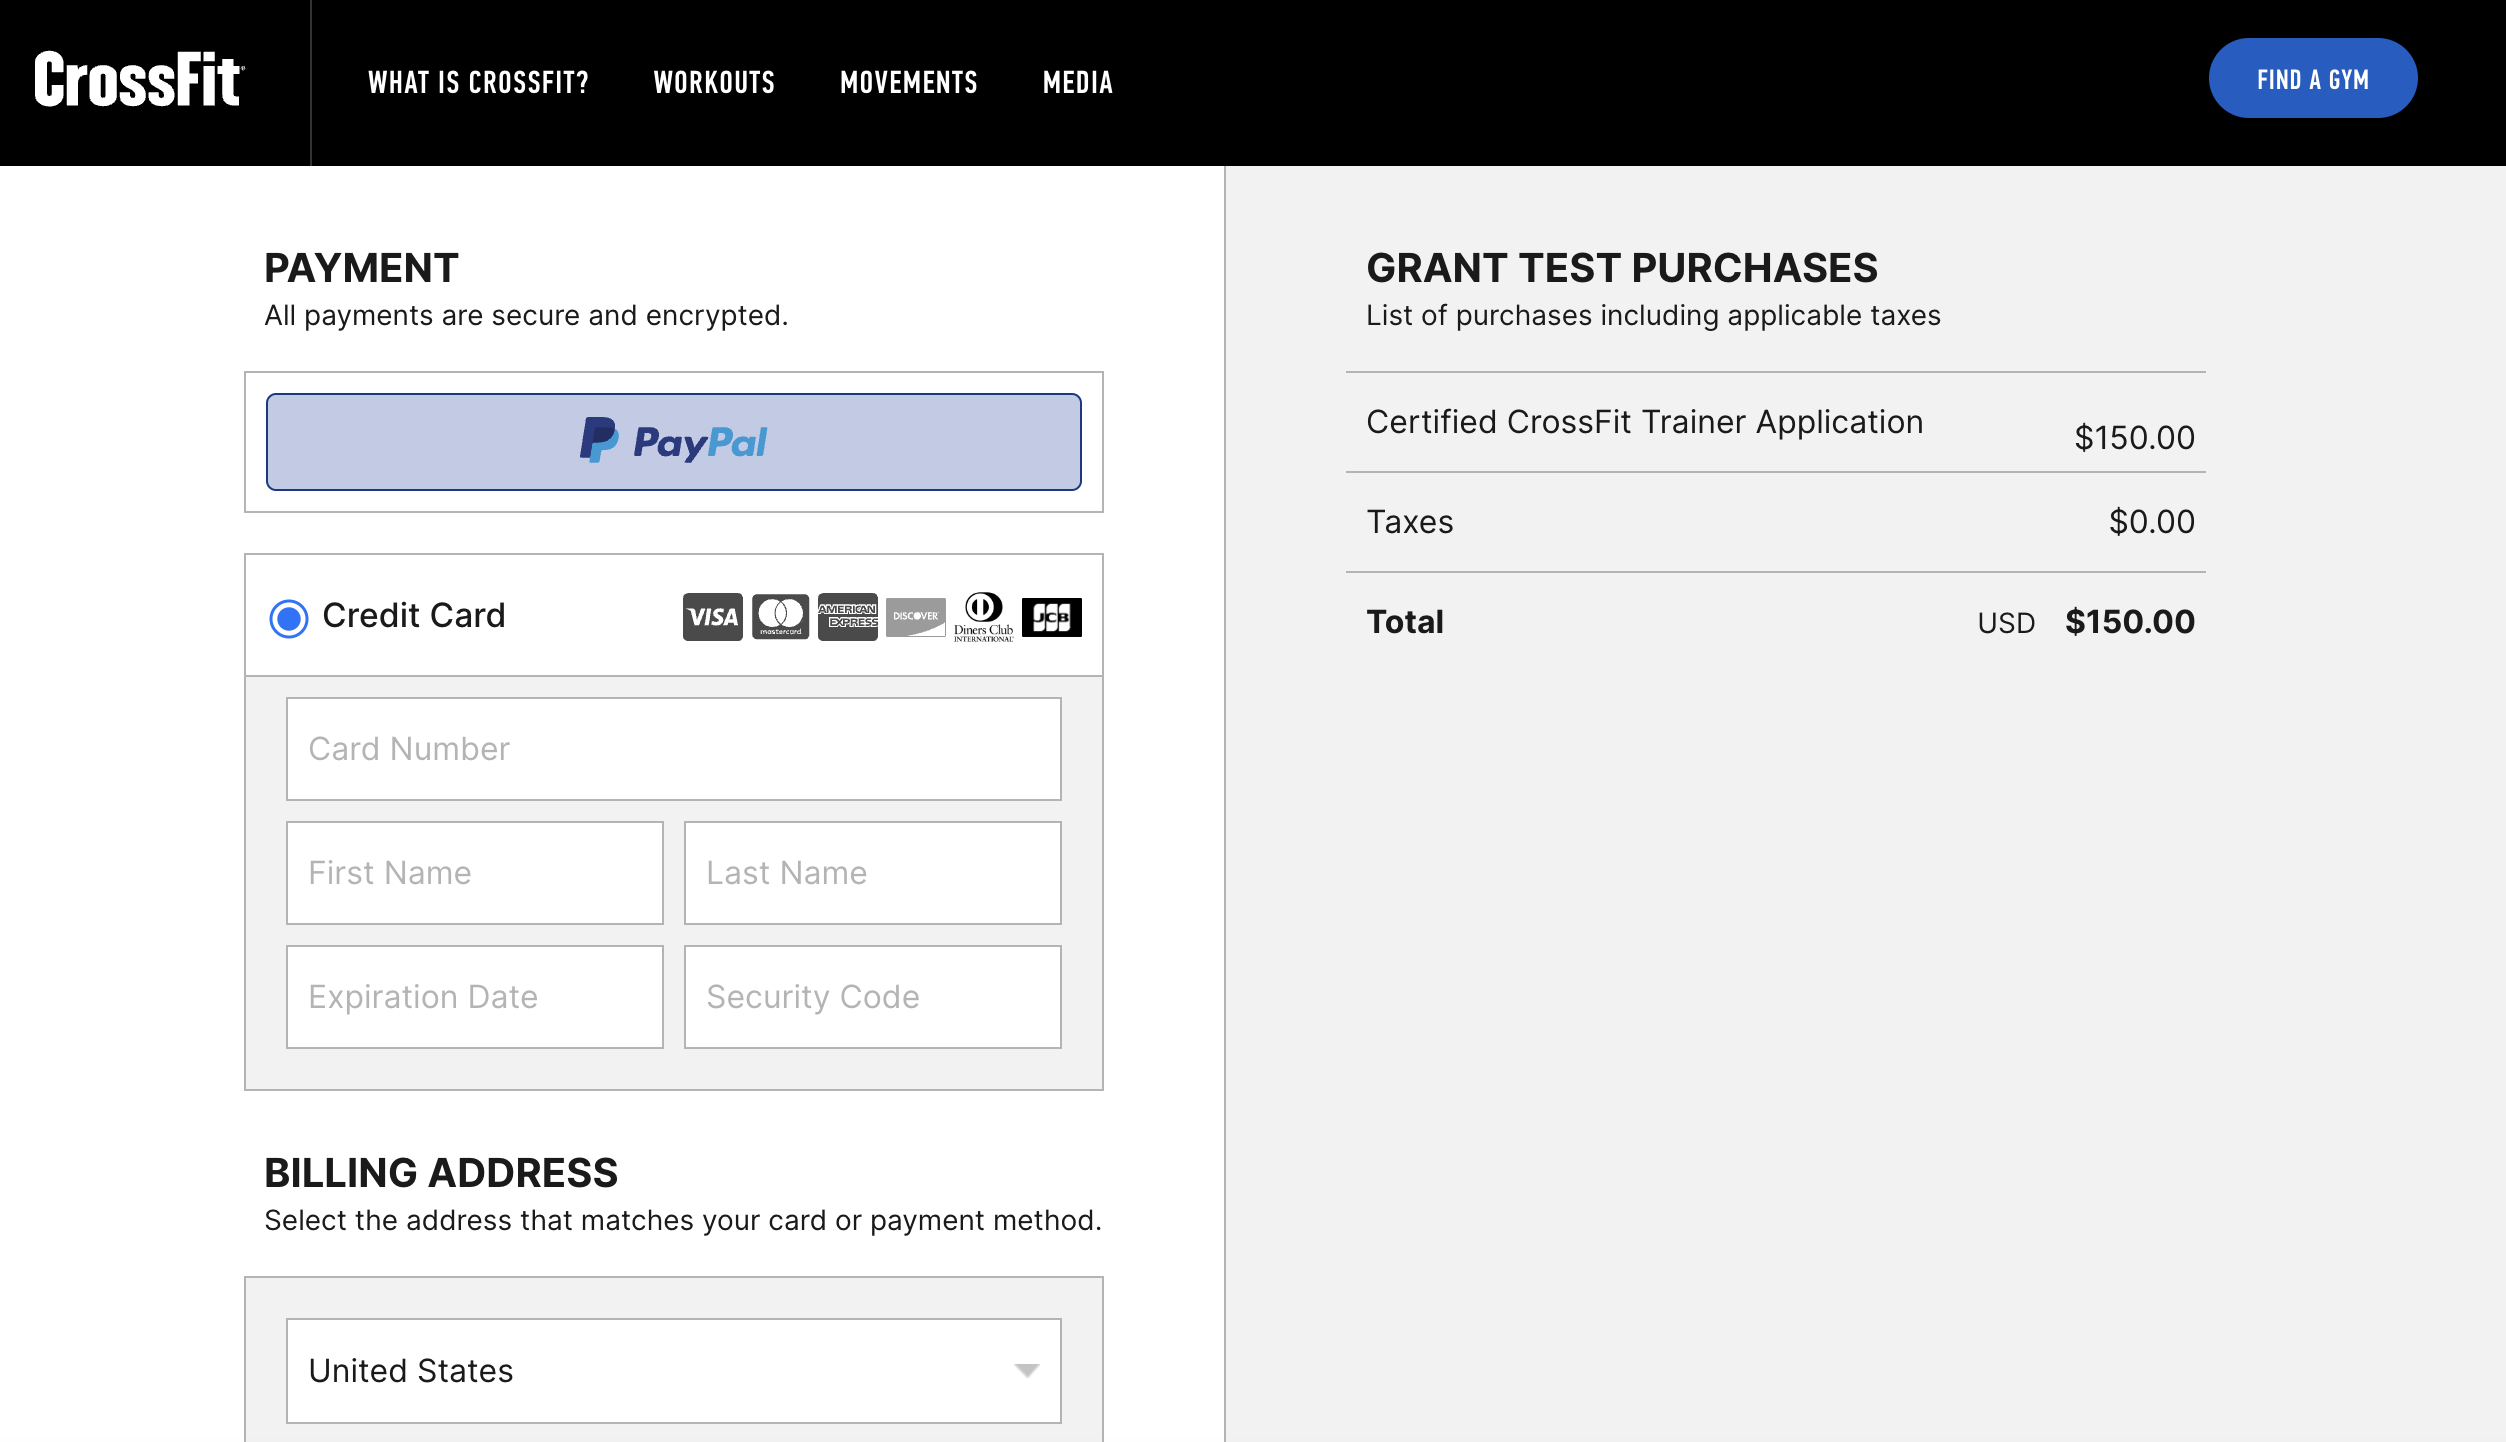 CrossFit
WHAT IS CROSSFIT?
WORKOUTS
MOVEMENTS
MEDIA
FIND A GYM
PAYMENT
All payments are secure and encrypted.
PayPal
Credit Card
VISA
mastercard
AMERICAN EXPRESS
DISCOVER
Diners Club
INTERNATIONAL
JCB
Card Number
First Name
Last Name
Expiration Date
Security Code
BILLING ADDRESS
Select the address that matches your card or payment method.
United States
GRANT TEST PURCHASES
List of purchases including applicable taxes
Certified CrossFit Trainer Application
$150.00
Taxes
$0.00
Total
USD $150.00